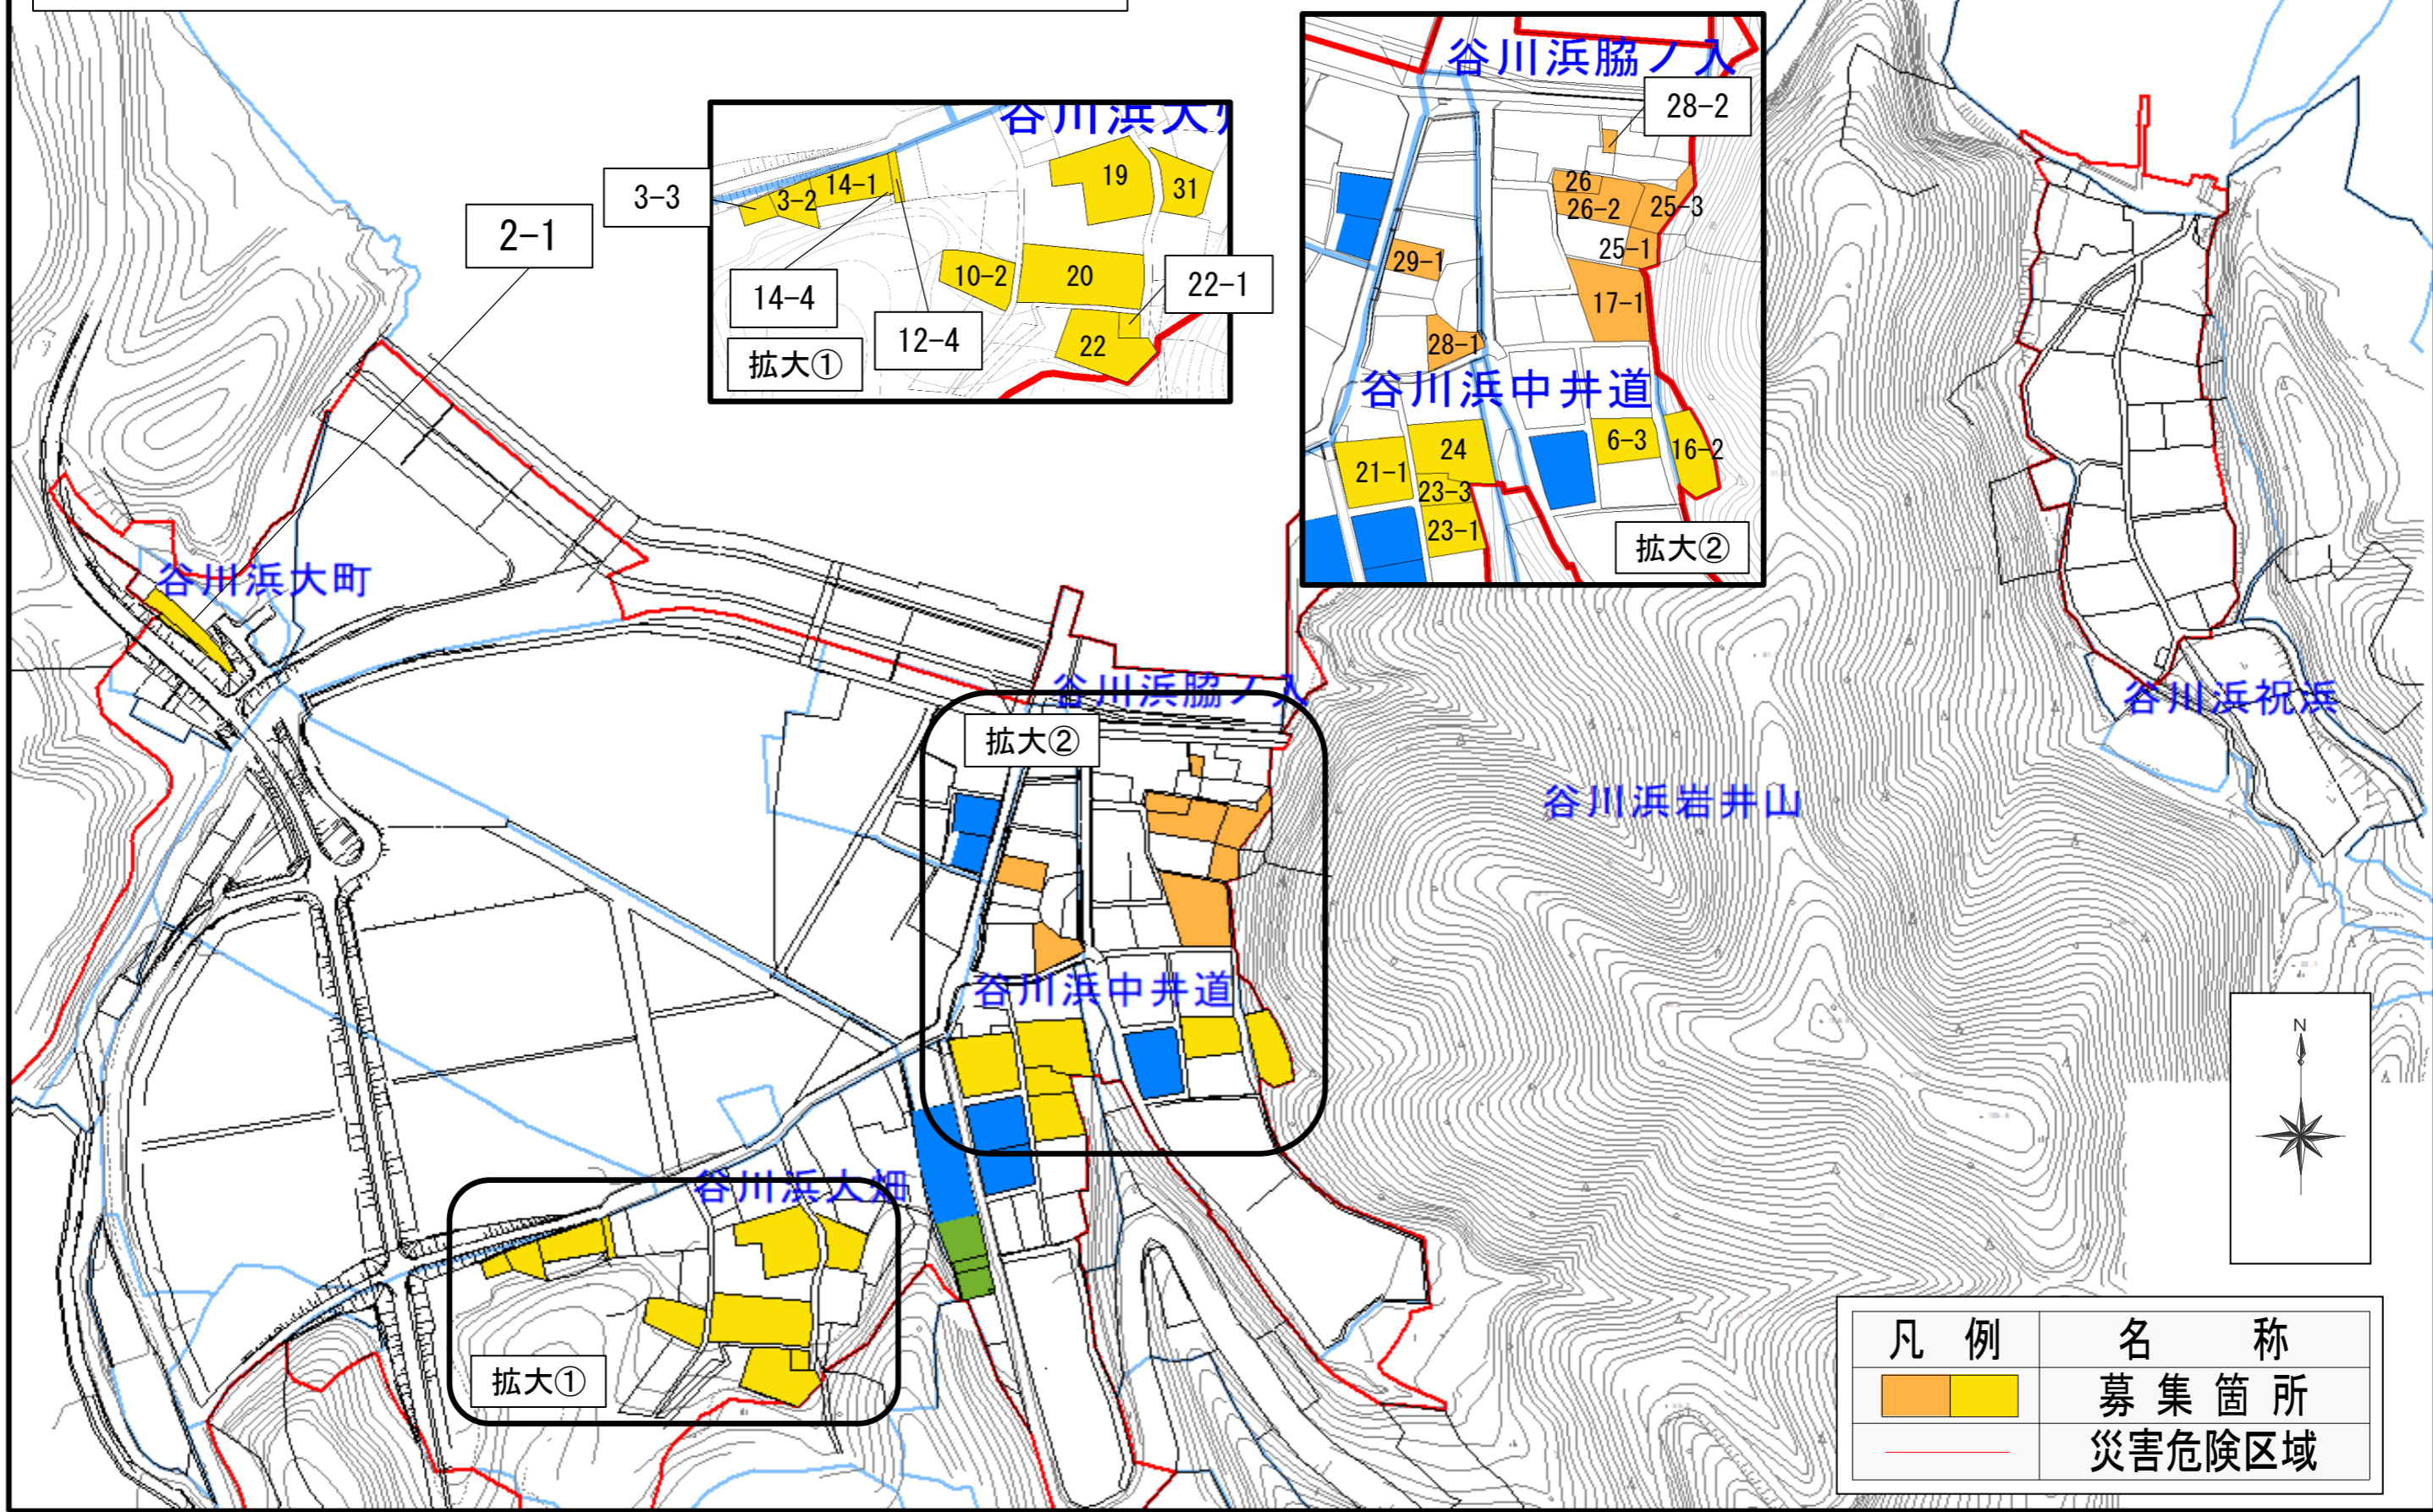 谷川浜脇ノ入
28-2
谷川浜大
26
26-2
25-3
25-1
29-1
17-1
28-1
谷川浜中井道
24
6-3
16-2
21-1
23-3
23-1
拡大②
3-3
3-2
14-1
19
31
2-1
14-4
10-2
20
22-1
12-4
22
拡大①
谷川浜大町
谷川浜脇ノ入
拡大②
谷川浜祝浜
谷川浜岩井山
谷川浜中井道
谷川浜大畑
拡大①
N
凡 例
名 称
募集箇所
災害危険区域